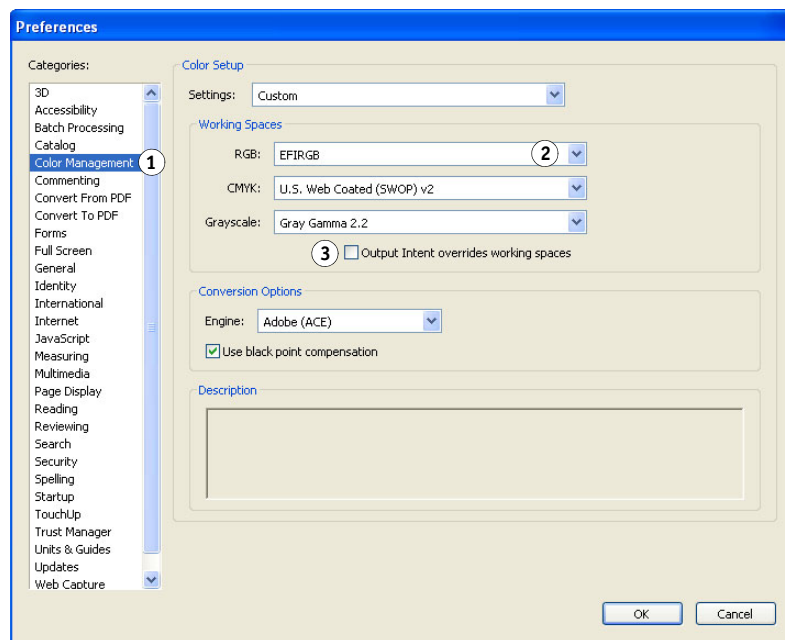 Preferences
Categories:
3D
Accessibility
Batch Processing
Catalog
Color Management
1
Commenting
Convert From PDF
Convert To PDF
Forms
Full Screen
General
Identity
International
Internet
JavaScript
Measuring
Multimedia
Page Display
Reading
Reviewing
Search
Security
Spelling
Startup
TouchUp
Trust Manager
Units & Guides
Updates
Web Capture
Color Setup
Settings: Custom
Working Spaces
RGB: EFIRGB 2
CMYK: U.S. Web Coated (SWOP) v2
Grayscale: Gray Gamma 2.2
3 Output Intent overrides working spaces
Conversion Options
Engine: Adobe (ACE)
Use black point compensation
Description
OK Cancel